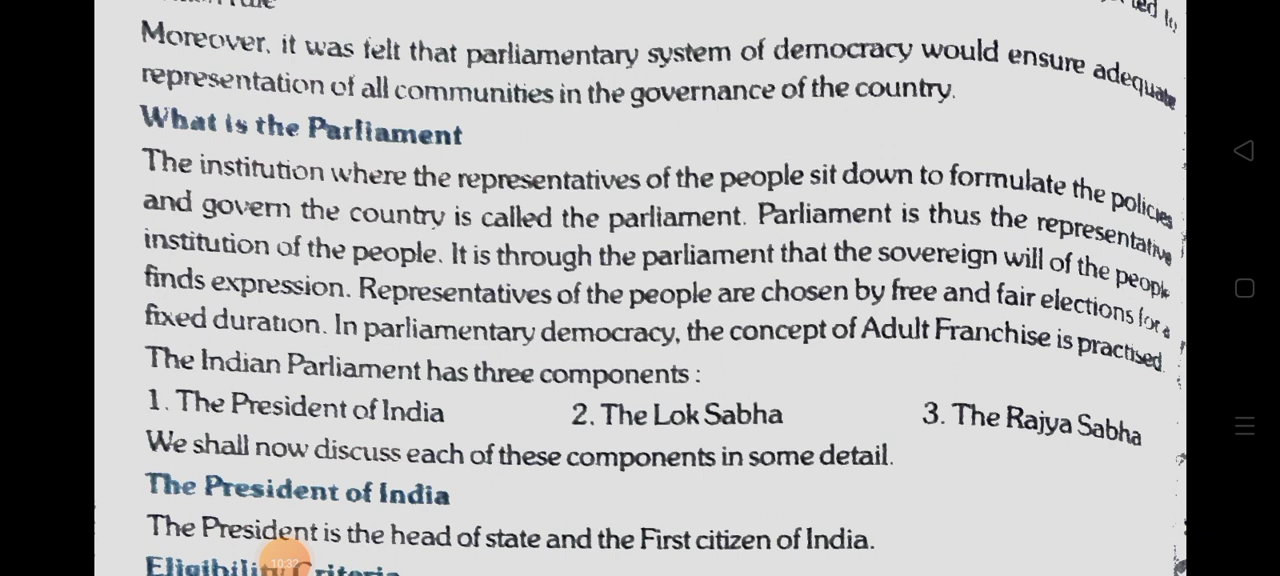 Moreover, it was felt that parliamentary system of democracy would ensure adequate
representation of all communities in the governance of the country.
What is the Parliament
The institution where the representatives of the people sit down to formulate the policies
and govern the country is called the parliament. Parliament is thus the representative
institution of the people. It is through the parliament that the sovereign will of the people
finds expression. Representatives of the people are chosen by free and fair elections for a
fixed duration. In parliamentary democracy, the concept of Adult Franchise is practised.
The Indian Parliament has three components :
1. The President of India 2. The Lok Sabha 3. The Rajya Sabha
We shall now discuss each of these components in some detail.
The President of India
The President is the head of state and the First citizen of India.
Eligibility Criteria
10:32